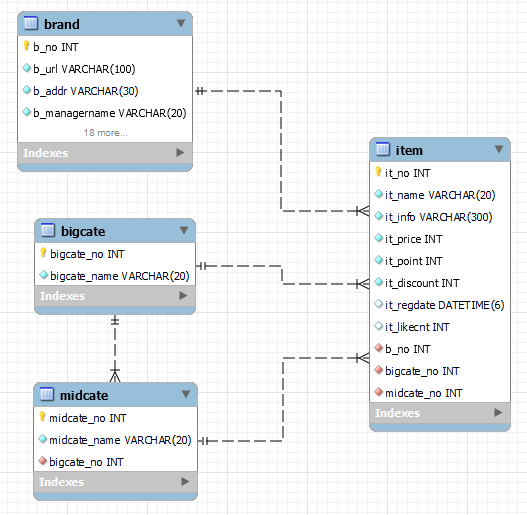 brand
b_no INT
b_url VARCHAR(100)
b_addr VARCHAR(30)
b_managername VARCHAR(20)
18 more...
Indexes
bigcate
bigcate_no INT
bigcate_name VARCHAR(20)
Indexes
midcate
midcate_no INT
midcate_name VARCHAR(20)
bigcate_no INT
Indexes
item
it_no INT
it_name VARCHAR(20)
it_info VARCHAR(300)
it_price INT
it_point INT
it_discount INT
it_regdate DATETIME(6)
it_likecnt INT
b_no INT
bigcate_no INT
midcate_no INT
Indexes